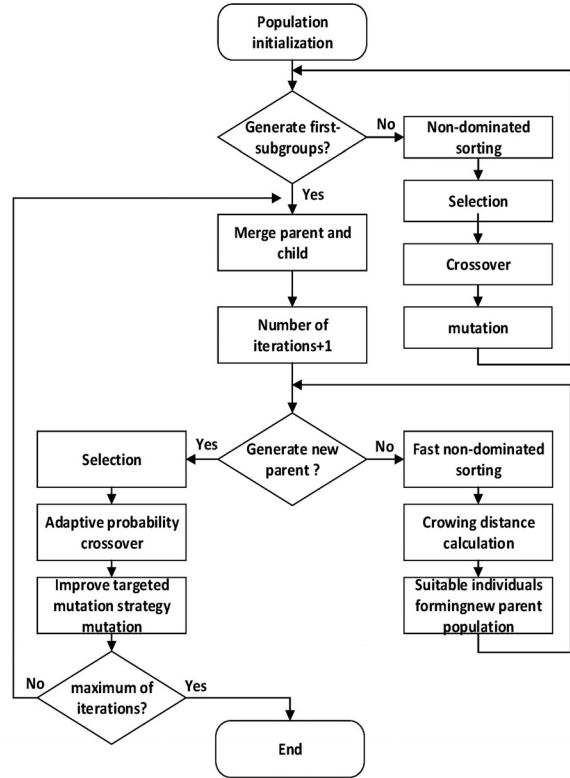 Population
initialization
Generate first-
subgroups?
No
Non-dominated
sorting
Yes
Selection
Merge parent and
child
Crossover
Number of
iterations+1
mutation
Generate new
parent ?
Yes
No
Selection
Fast non-dominated
sorting
Adaptive probability
crossover
Crowing distance
calculation
Improve targeted
mutation strategy
mutation
Suitable individuals
formingnew parent
population
maximum of
iterations?
No
Yes
End